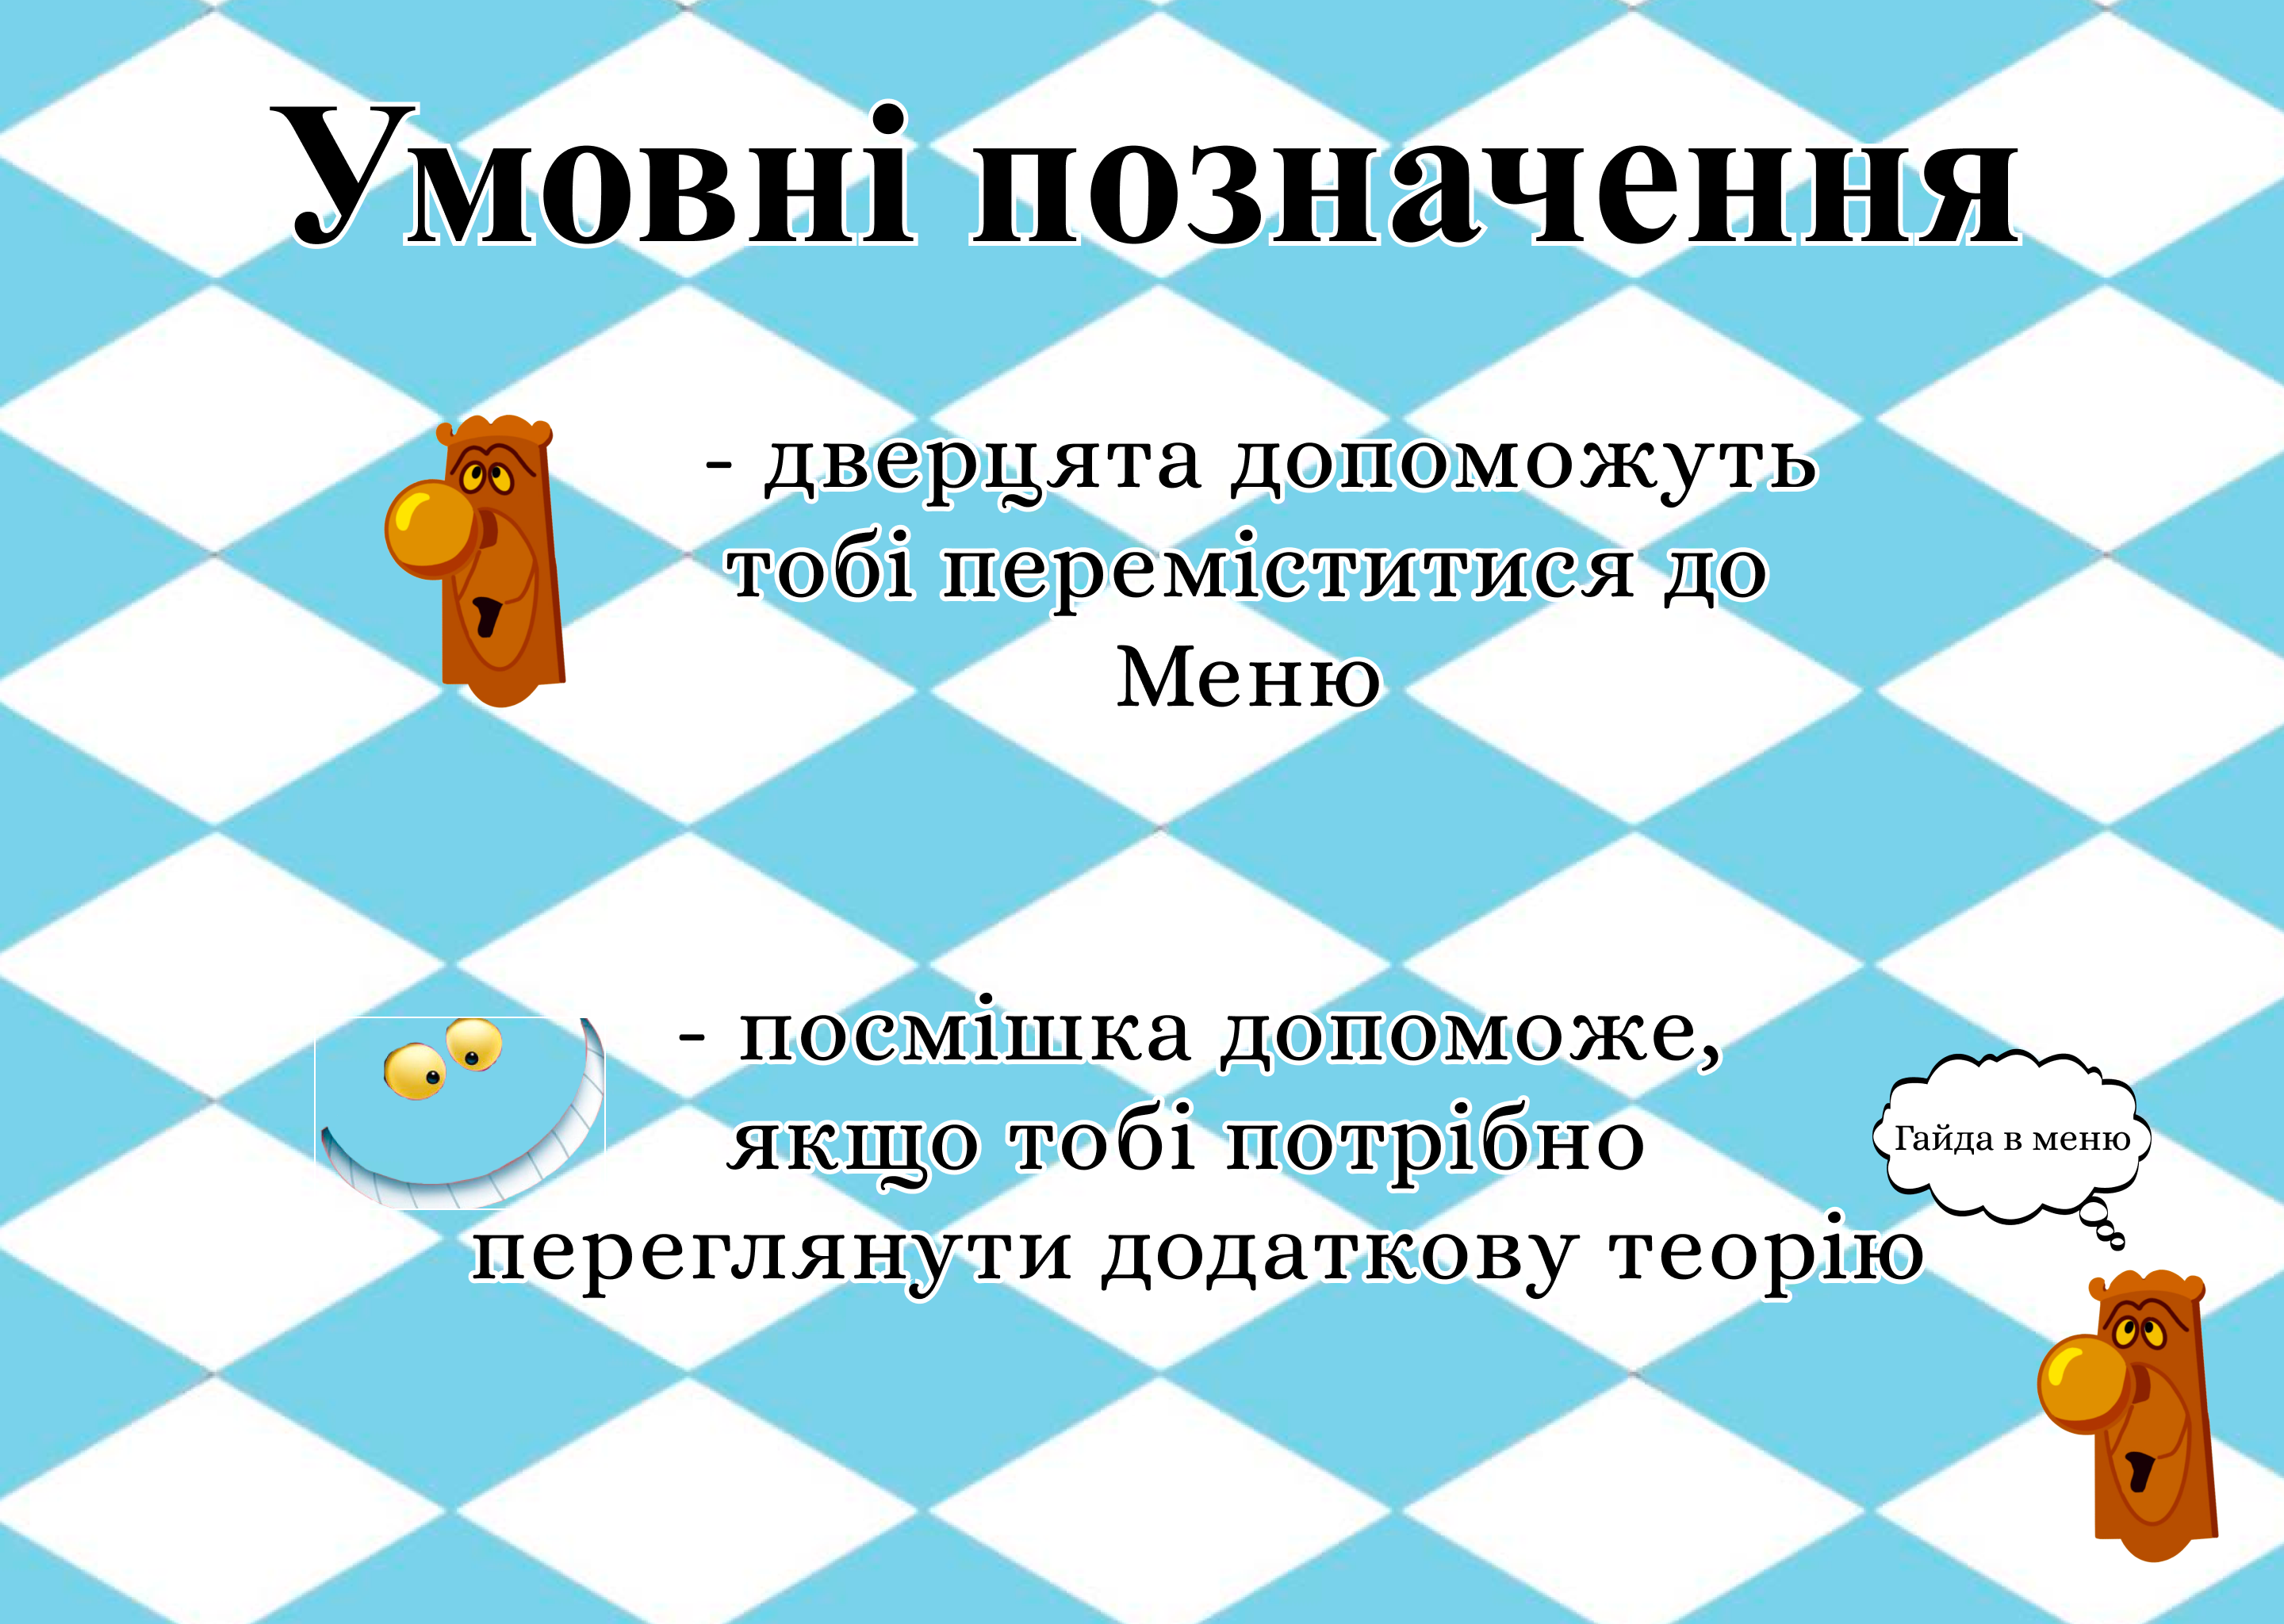 Умовні позначення
- дверцята допоможуть
тобі переміститися до
Меню
- посмішка допоможе,
якщо тобі потрібно
переглянути додаткову теорію
Гайда в меню